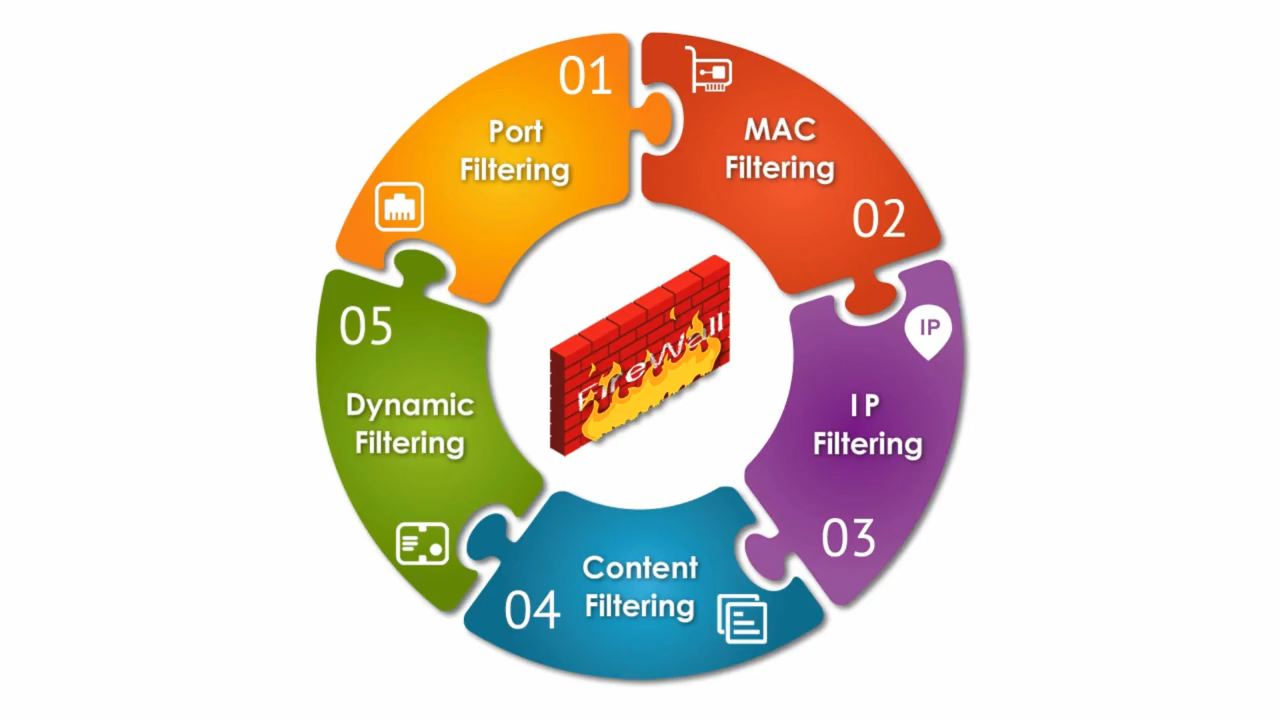 01
Port
Filtering
MAC
Filtering
02
IP
I P
Filtering
03
Content
Filtering
04
05
Dynamic
Filtering
FireWall